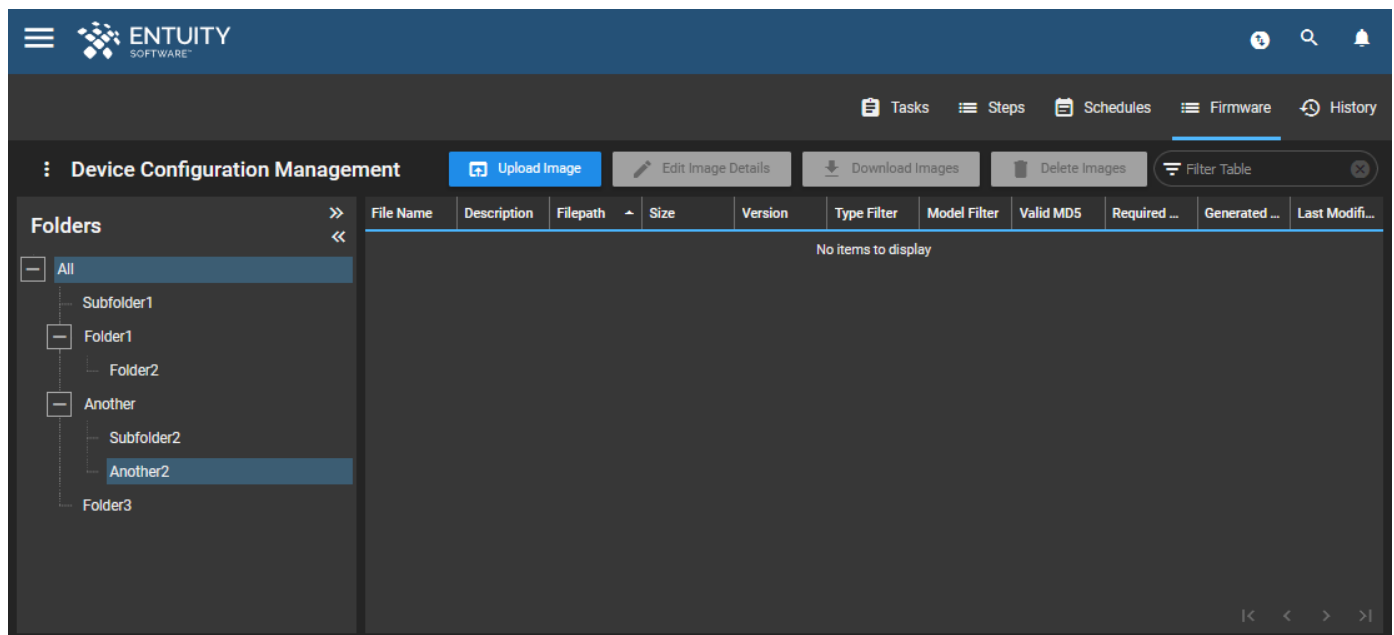 ENTUITY
SOFTWARE™
Tasks Steps Schedules Firmware History
Device Configuration Management Upload Image Edit Image Details Download Images Delete Images Filter Table
Folders
File Name Description Filepath Size Version Type Filter Model Filter Valid MD5 Required ... Generated ... Last Modifi...
No items to display
All
Subfolder1
Folder1
Folder2
Another
Subfolder2
Another2
Folder3